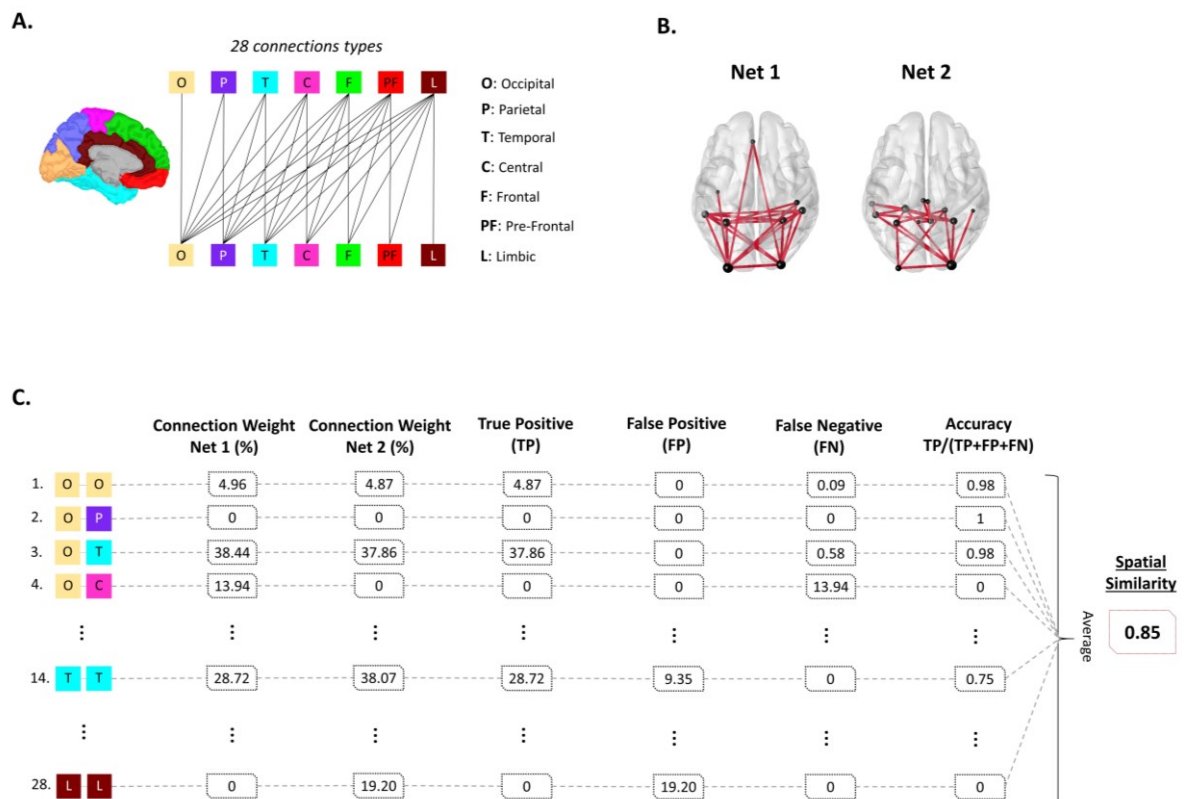 A.
28 connections types
O P T C F PF L
O P T C F PF L
O: Occipital
P: Parietal
T: Temporal
C: Central
F: Frontal
PF: Pre-Frontal
L: Limbic
B.
Net 1 Net 2
C.
Connection Weight Net 1 (%)
Connection Weight Net 2 (%)
True Positive (TP)
False Positive (FP)
False Negative (FN)
Accuracy TP/(TP+FP+FN)
1. O O 4.96 4.87 4.87 0 0.09 0.98
2. O P 0 0 0 0 0 1
3. O T 38.44 37.86 37.86 0 0.58 0.98
4. O C 13.94 0 0 0 13.94 0
⋮ ⋮ ⋮ ⋮ ⋮ ⋮ ⋮
14. T T 28.72 38.07 28.72 9.35 0 0.75
⋮ ⋮ ⋮ ⋮ ⋮ ⋮ ⋮
28. L L 0 19.20 0 19.20 0 0
Average
Spatial
Similarity
0.85